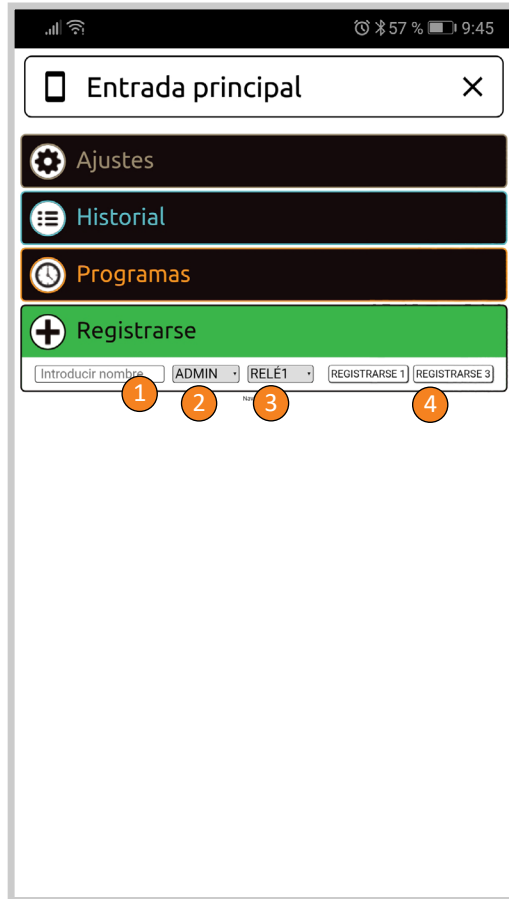 57 % 9:45
Entrada principal
Ajustes
Historial
Programas
Registrarse
Introducir nombre ADMIN RELÉ1 REGISTRARSE 1 REGISTRARSE 3
1 2 3 4